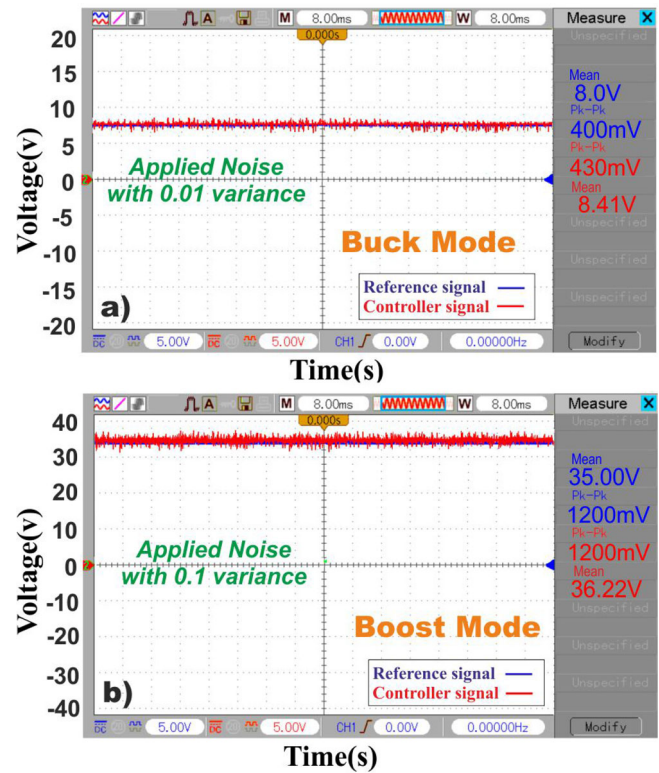 A M 8.00ms W 8.00ms Measure X
0.000s
Unspecified
20
15
10
5
0
-5
-10
-15
-20
Voltage(v)
Applied Noise
with 0.01 variance
Buck Mode
Reference signal
Controller signal
a)
Mean
8.0V
Pk-Pk
400mV
Pk-Pk
430mV
Mean
8.41V
Unspecified
Unspecified
Unspecified
DC 5.00V DC 5.00V CH1 0.00V 0.00000Hz Modify
Time(s)
A M 8.00ms W 8.00ms Measure X
0.000s
Unspecified
40
30
20
10
0
-10
-20
-30
-40
Voltage(v)
Applied Noise
with 0.1 variance
Boost Mode
Reference signal
Controller signal
b)
Mean
35.00V
Pk-Pk
1200mV
Pk-Pk
1200mV
Mean
36.22V
Unspecified
Unspecified
Unspecified
DC 5.00V DC 5.00V CH1 0.00V 0.00000Hz Modify
Time(s)